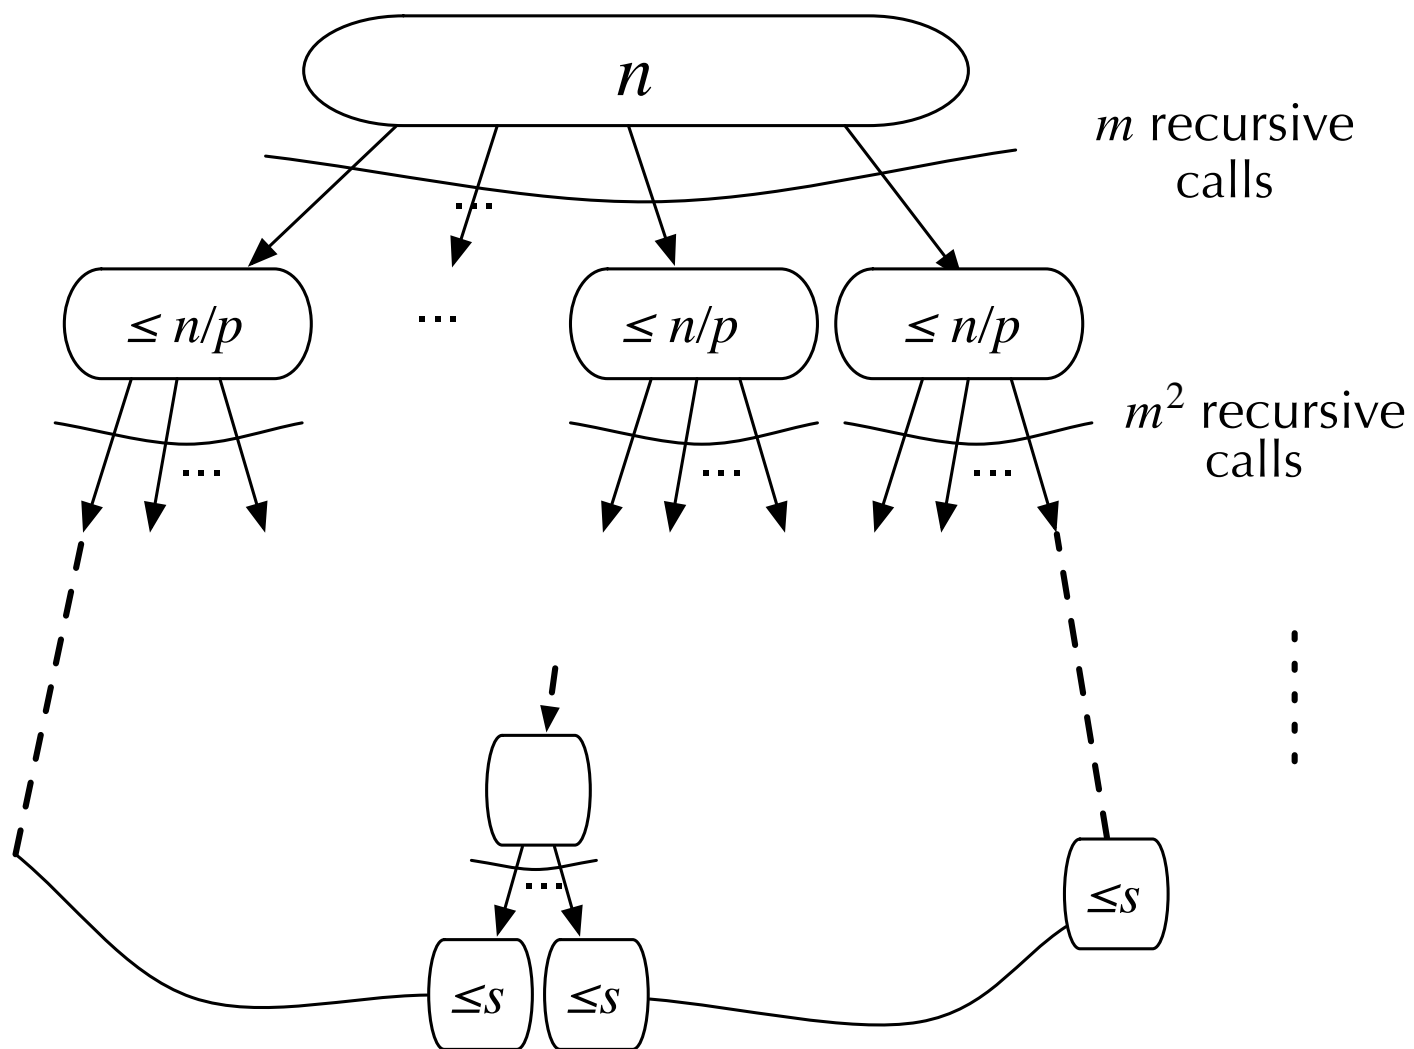 n
m recursive
calls
...
≤ n/p
...
≤ n/p
≤ n/p
m² recursive
calls
...
...
...
...
≤s
≤s
≤s